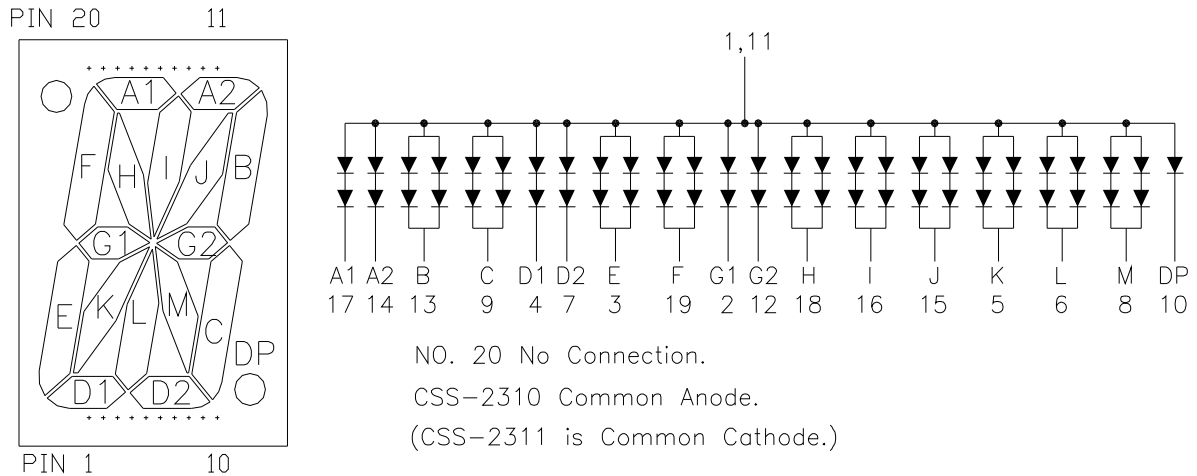 PIN 20 11
A1 A2
F H I J B
G1 G2
E K L M C
DP
D1 D2
PIN 1 10
1,11
A1 A2 B C D1 D2 E F G1 G2 H I J K L M DP
17 14 13 9 4 7 3 19 2 12 18 16 15 5 6 8 10
NO. 20 No Connection.
CSS-2310 Common Anode.
(CSS-2311 is Common Cathode.)